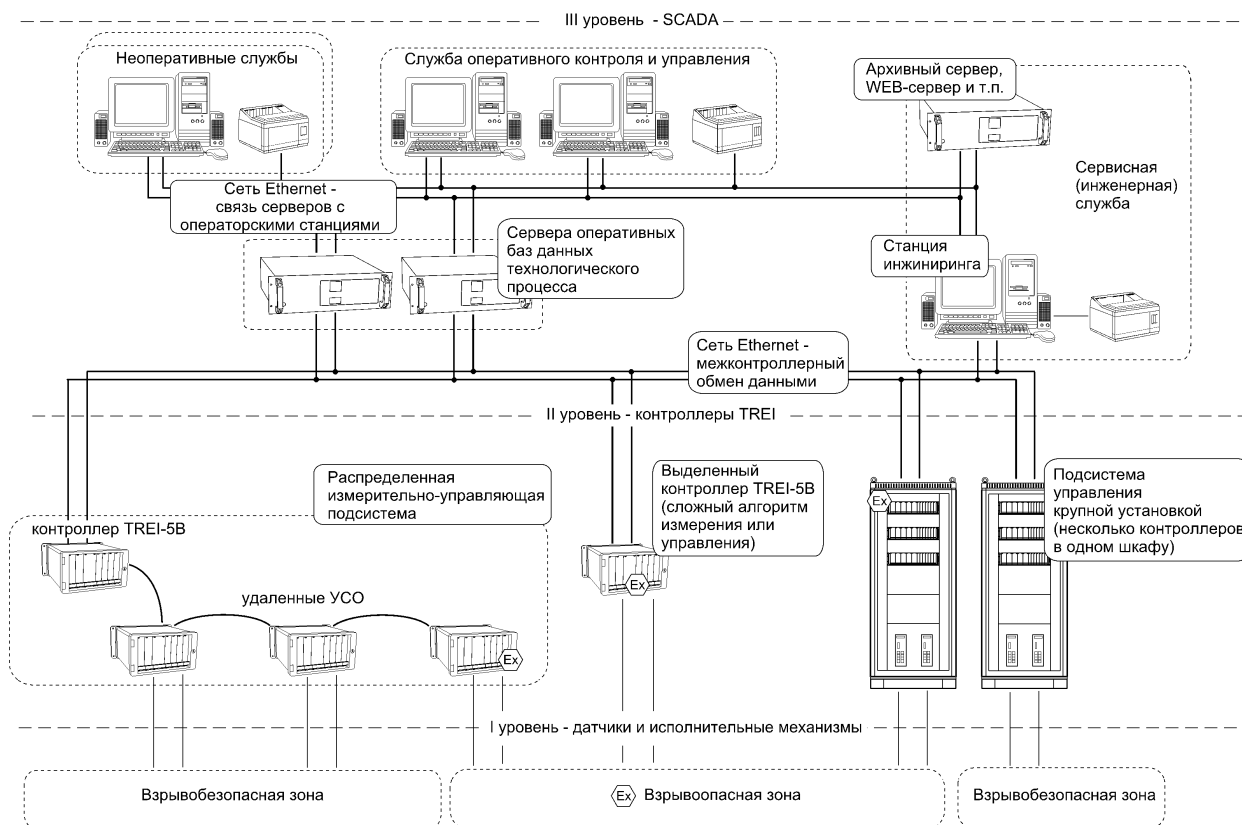 III уровень - SCADA
Неоперативные службы
Служба оперативного контроля и управления
Архивный сервер,
WEB-сервер и т.п.
Сервисная
(инженерная)
служба
Сеть Ethernet -
связь серверов с
операторскими станциями
Сервера оперативных
баз данных
технологического
процесса
Станция
инжиниринга
Сеть Ethernet -
межконтроллерный
обмен данными
II уровень - контроллеры TREI
Распределенная
измерительно-управляющая
подсистема
контроллер TREI-5B
удаленные УСО
Ex
Выделенный
контроллер TREI-5B
(сложный алгоритм
измерения или
управления)
Ex
Ex
Подсистема
управления
крупной установкой
(несколько контроллеров
в одном шкафу)
I уровень - датчики и исполнительные механизмы
Взрывобезопасная зона
Ex Взрывоопасная зона
Взрывобезопасная зона